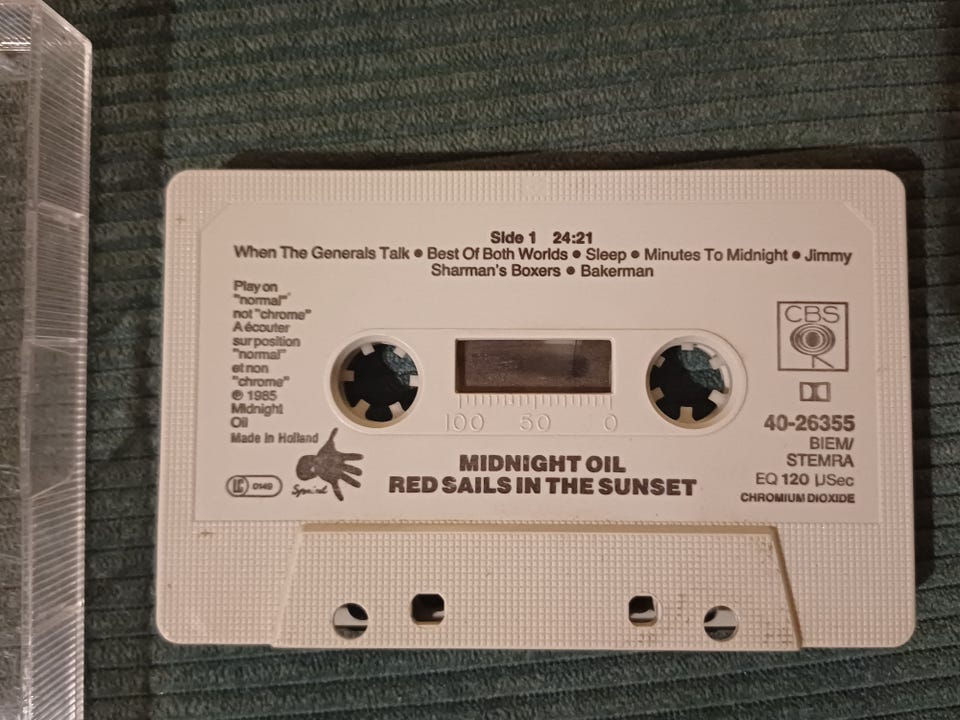 Side 1 24:21
When The Generals Talk • Best Of Both Worlds • Sleep • Minutes To Midnight • Jimmy
Sharman's Boxers • Bakerman
Play on
"normal"
not "chrome"
A écouter
sur position
"normal"
et non
"chrome"
℗ 1985
Midnight
Oil
Made in Holland
LC 0149
Sprint
CBS
40-26355
BIEM/
STEMRA
EQ 120 µSec
CHROMIUM DIOXIDE
100 50 0
MIDNIGHT OIL
RED SAILS IN THE SUNSET